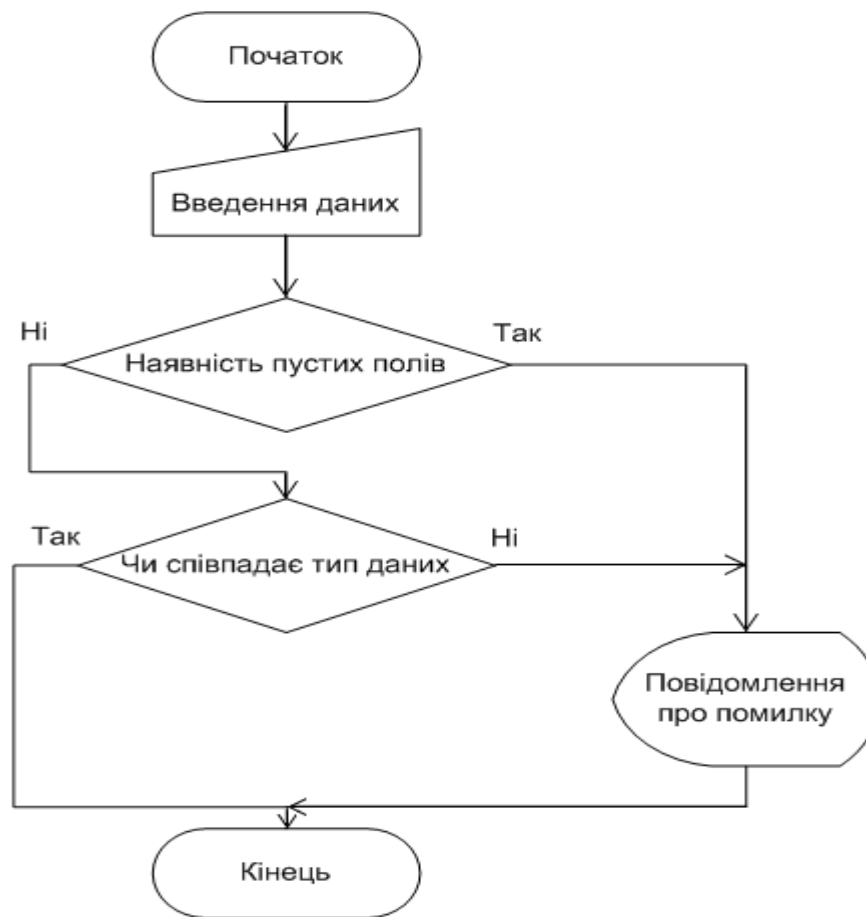 Початок
Введення даних
Ні
Так
Наявність пустих полів
Так
Ні
Чи співпадає тип даних
Повідомлення
про помилку
Кінець